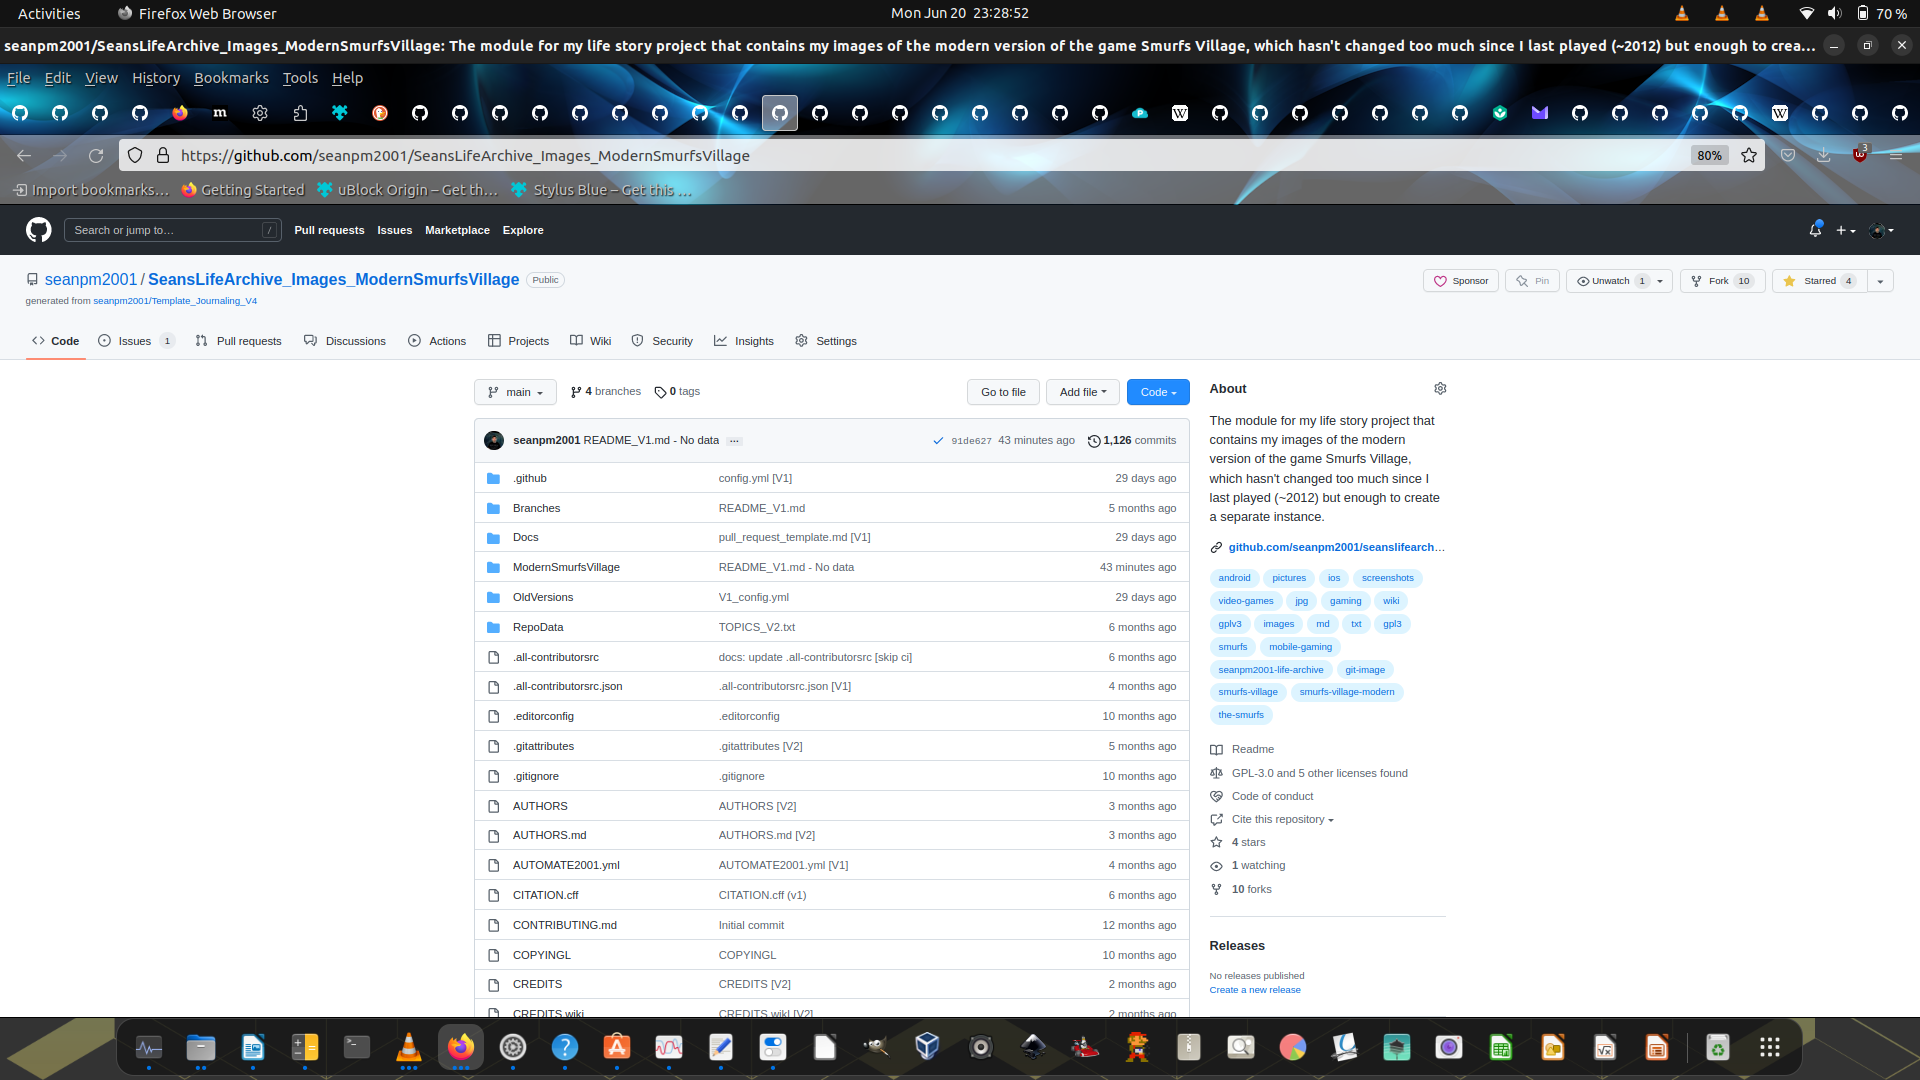 Activities
Firefox Web Browser
Mon Jun 20 23:28:52
70 %
seanpm2001/SeansLifeArchive_Images_ModernSmurfsVillage: The module for my life story project that contains my images of the modern version of the game Smurfs Village, which hasn't changed too much since I last played (~2012) but enough to crea…
File Edit View History Bookmarks Tools Help
https://github.com/seanpm2001/SeansLifeArchive_Images_ModernSmurfsVillage
80%
3
Import bookmarks… Getting Started uBlock Origin – Get th… Stylus Blue – Get this …
Search or jump to… / Pull requests Issues Marketplace Explore
seanpm2001 / SeansLifeArchive_Images_ModernSmurfsVillage Public
Sponsor Pin Unwatch 1 Fork 10 Starred 4
generated from seanpm2001/Template_Journaling_V4
Code Issues 1 Pull requests Discussions Actions Projects Wiki Security Insights Settings
main 4 branches 0 tags Go to file Add file Code
seanpm2001 README_V1.md - No data ... 91de627 43 minutes ago 1,126 commits
.github config.yml [V1] 29 days ago
Branches README_V1.md 5 months ago
Docs pull_request_template.md [V1] 29 days ago
ModernSmurfsVillage README_V1.md - No data 43 minutes ago
OldVersions V1_config.yml 29 days ago
RepoData TOPICS_V2.txt 6 months ago
.all-contributorsrc docs: update .all-contributorsrc [skip ci] 6 months ago
.all-contributorsrc.json .all-contributorsrc.json [V1] 4 months ago
.editorconfig .editorconfig 10 months ago
.gitattributes .gitattributes [V2] 5 months ago
.gitignore .gitignore 10 months ago
AUTHORS AUTHORS [V2] 3 months ago
AUTHORS.md AUTHORS.md [V2] 3 months ago
AUTOMATE2001.yml AUTOMATE2001.yml [V1] 4 months ago
CITATION.cff CITATION.cff (v1) 6 months ago
CONTRIBUTING.md Initial commit 12 months ago
COPYINGL COPYINGL 10 months ago
CREDITS CREDITS [V2] 2 months ago
CREDITS.wiki CREDITS.wiki [V2] 2 months ago
About
The module for my life story project that
contains my images of the modern
version of the game Smurfs Village,
which hasn't changed too much since I
last played (~2012) but enough to create
a separate instance.
github.com/seanpm2001/seanslifearch…
android pictures ios screenshots
video-games jpg gaming wiki
gplv3 images md txt gpl3
smurfs mobile-gaming
seanpm2001-life-archive git-image
smurfs-village smurfs-village-modern
the-smurfs
Readme
GPL-3.0 and 5 other licenses found
Code of conduct
Cite this repository
4 stars
1 watching
10 forks
Releases
No releases published
Create a new release